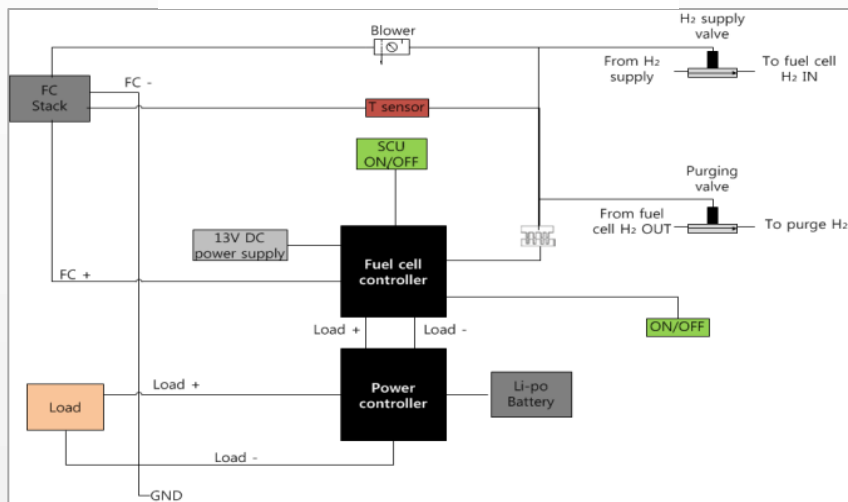 Blower
H₂ supply
valve
From H₂
supply
To fuel cell
H₂ IN
FC -
FC
Stack
T sensor
SCU
ON/OFF
Purging
valve
From fuel
cell H₂ OUT
To purge H₂
13V DC
power supply
Fuel cell
controller
FC +
ON/OFF
Load +
Load -
Power
controller
Load +
Li-po
Battery
Load
Load -
GND